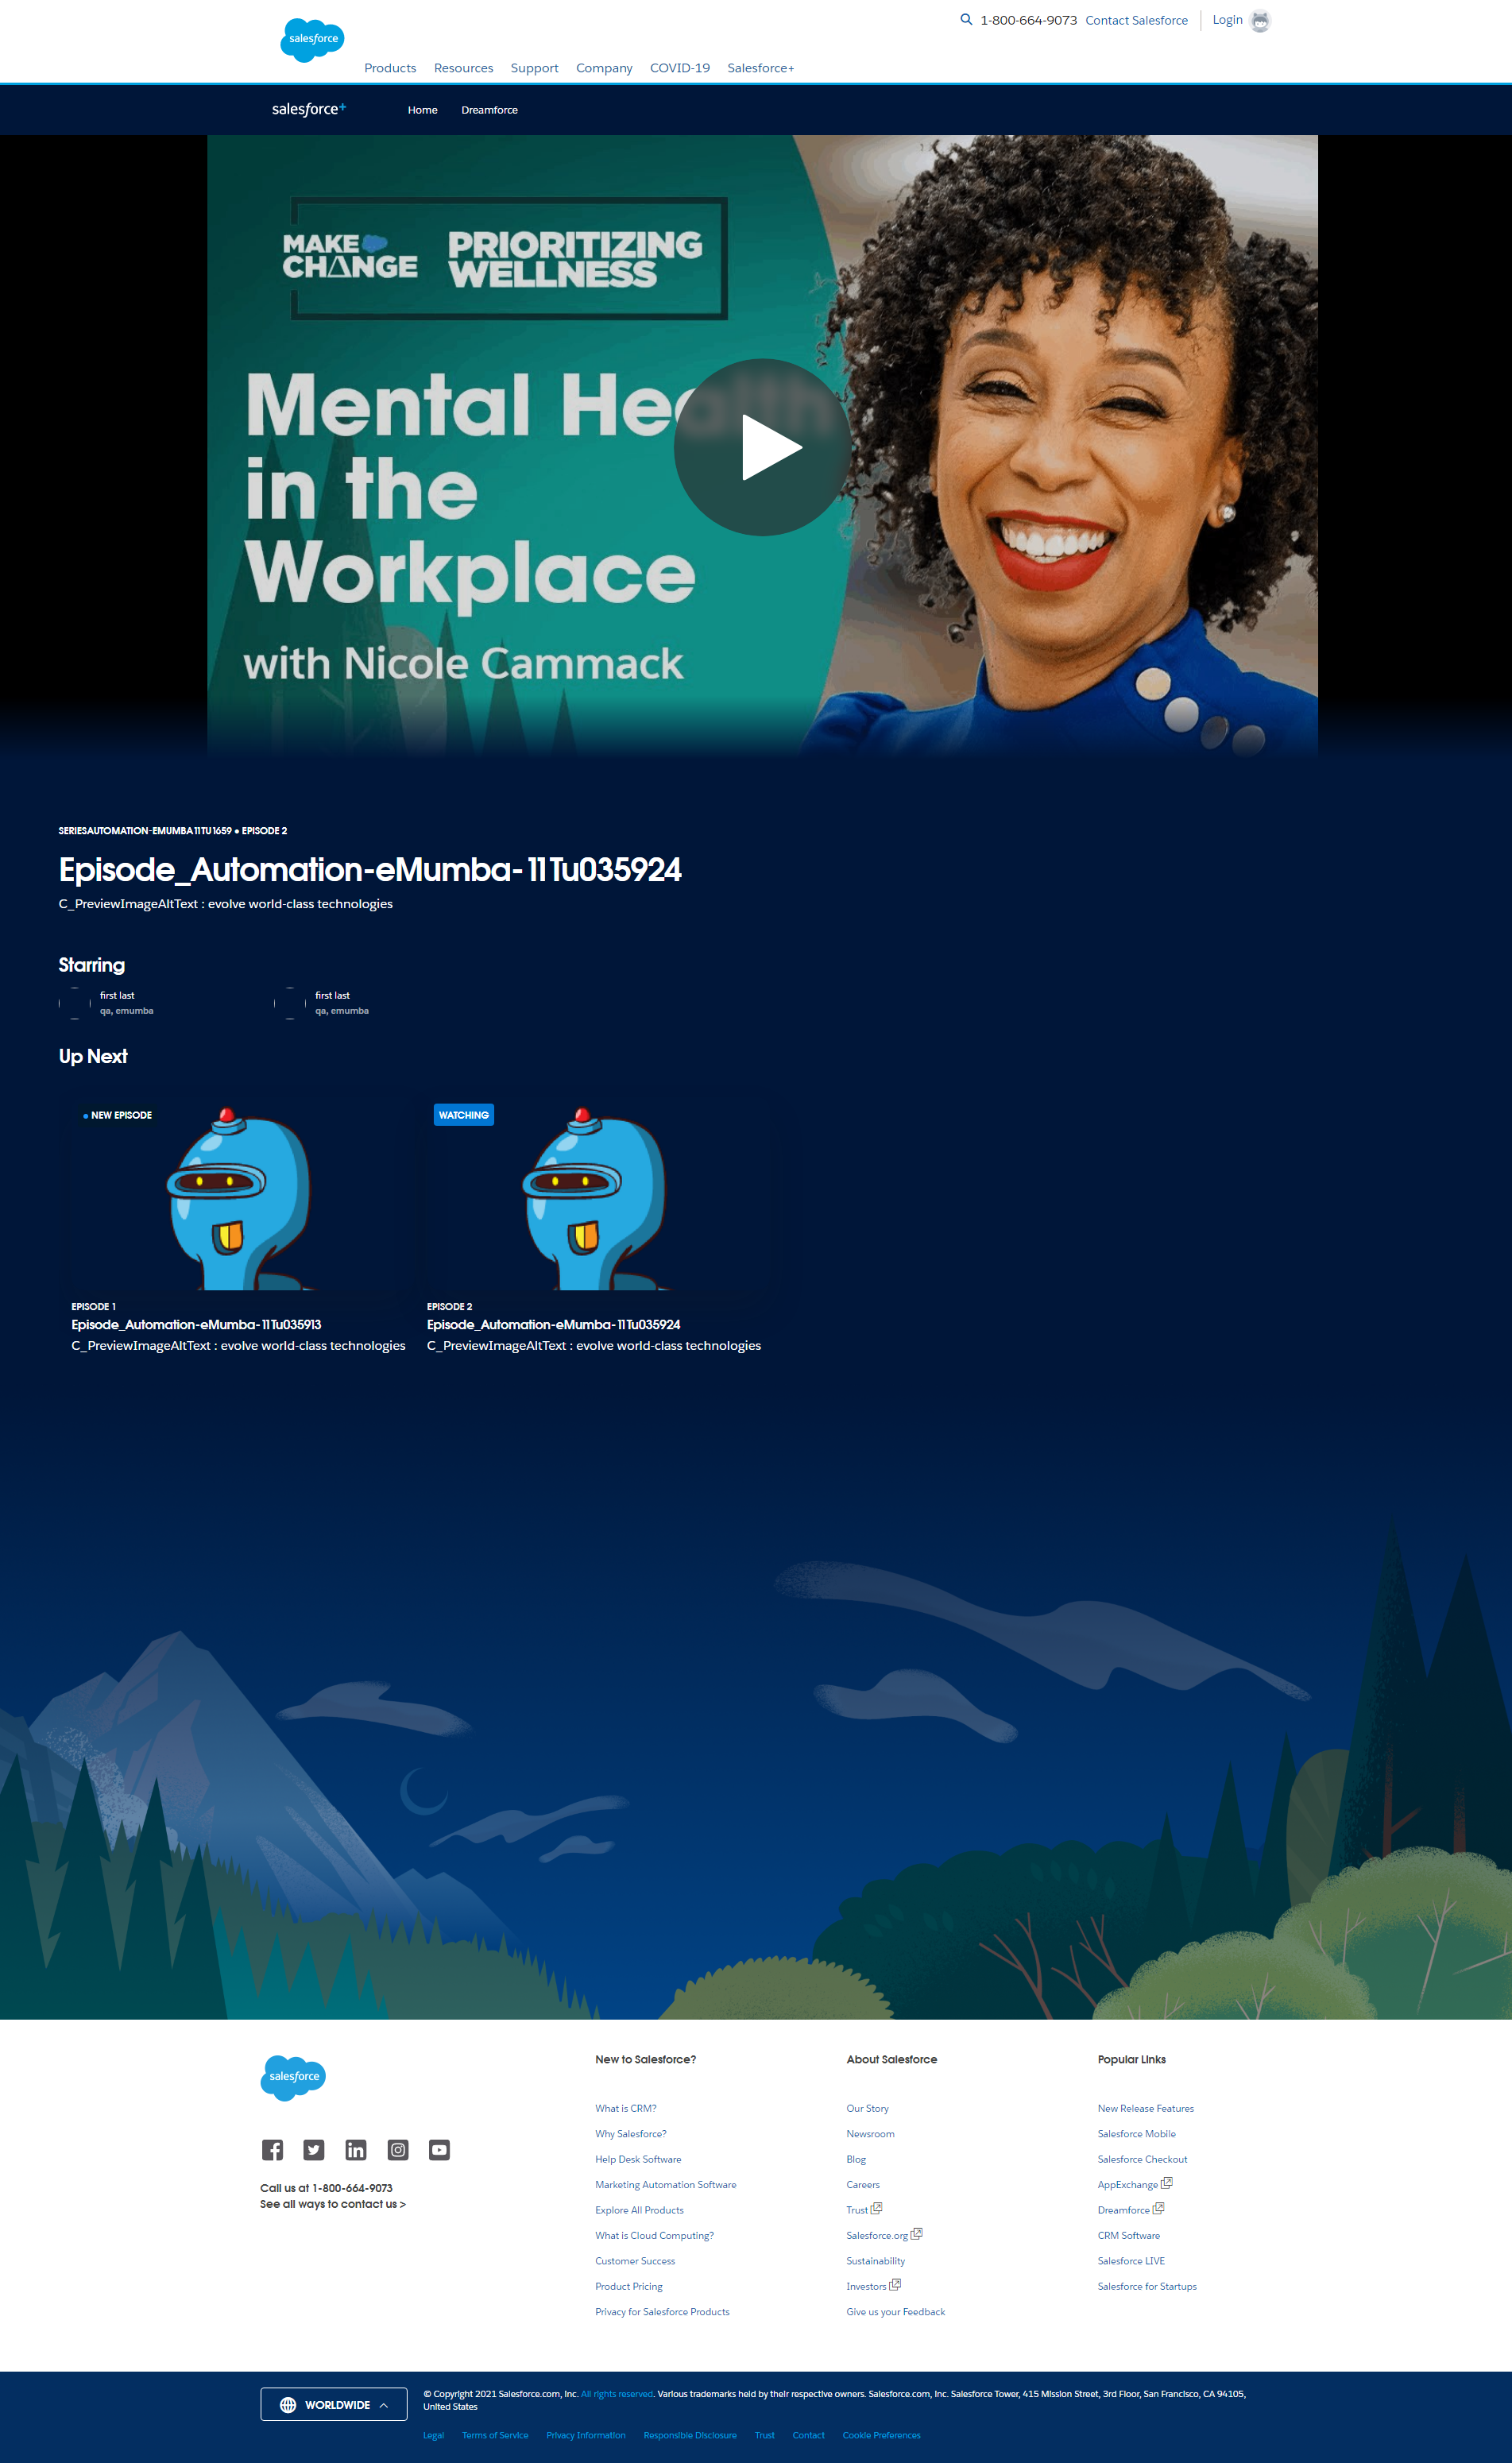 salesforce
1-800-664-9073 Contact Salesforce Login
Products Resources Support Company COVID-19 Salesforce+
salesforce+ Home Dreamforce
MAKE CHANGE
PRIORITIZING WELLNESS
Mental Health
in the
Workplace
with Nicole Cammack
SERIESAUTOMATION-EMUMBA11TU1659 • EPISODE 2
Episode_Automation-eMumba-11Tu035924
C_PreviewImageAltText : evolve world-class technologies
Starring
first last
qa, emumba
first last
qa, emumba
Up Next
NEW EPISODE
EPISODE 1
Episode_Automation-eMumba-11Tu035913
C_PreviewImageAltText : evolve world-class technologies
WATCHING
EPISODE 2
Episode_Automation-eMumba-11Tu035924
C_PreviewImageAltText : evolve world-class technologies
salesforce
Call us at 1-800-664-9073
See all ways to contact us >
New to Salesforce?
What is CRM?
Why Salesforce?
Help Desk Software
Marketing Automation Software
Explore All Products
What is Cloud Computing?
Customer Success
Product Pricing
Privacy for Salesforce Products
About Salesforce
Our Story
Newsroom
Blog
Careers
Trust
Salesforce.org
Sustainability
Investors
Give us your Feedback
Popular Links
New Release Features
Salesforce Mobile
Salesforce Checkout
AppExchange
Dreamforce
CRM Software
Salesforce LIVE
Salesforce for Startups
WORLDWIDE
© Copyright 2021 Salesforce.com, inc. All rights reserved. Various trademarks held by their respective owners. Salesforce.com, inc. Salesforce Tower, 415 Mission Street, 3rd Floor, San Francisco, CA 94105,
United States
Legal Terms of Service Privacy Information Responsible Disclosure Trust Contact Cookie Preferences